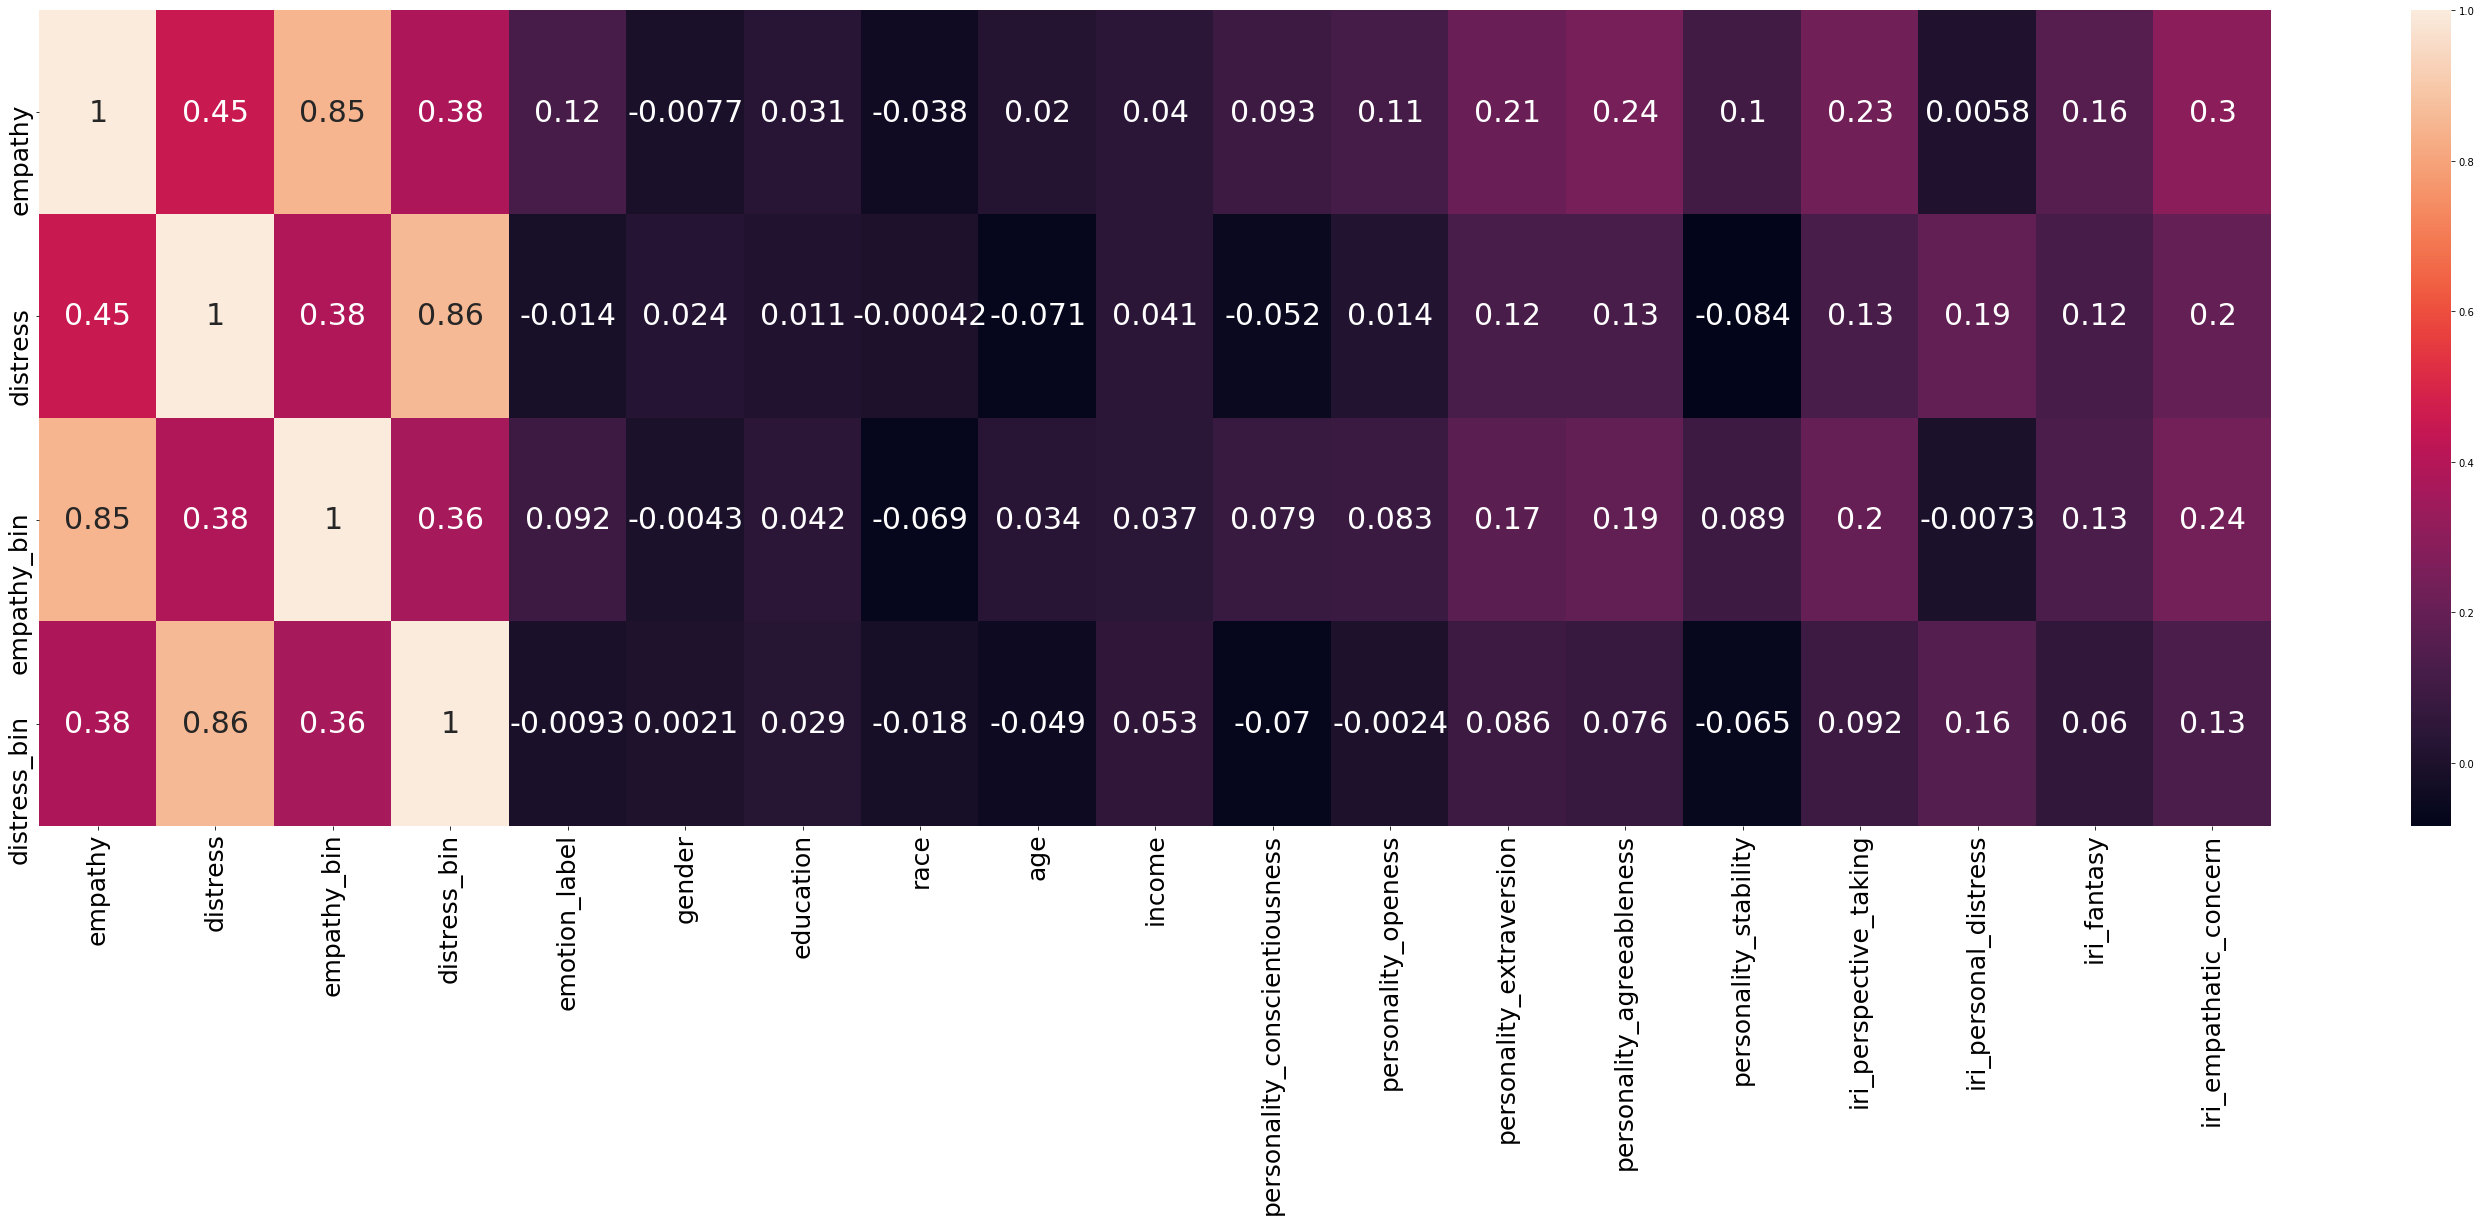 empathy 1 0.45 0.85 0.38 0.12 -0.0077 0.031 -0.038 0.02 0.04 0.093 0.11 0.21 0.24 0.1 0.23 0.0058 0.16 0.3
distress 0.45 1 0.38 0.86 -0.014 0.024 0.011 -0.00042 -0.071 0.041 -0.052 0.014 0.12 0.13 -0.084 0.13 0.19 0.12 0.2
empathy_bin 0.85 0.38 1 0.36 0.092 -0.0043 0.042 -0.069 0.034 0.037 0.079 0.083 0.17 0.19 0.089 0.2 -0.0073 0.13 0.24
distress_bin 0.38 0.86 0.36 1 -0.0093 0.0021 0.029 -0.018 -0.049 0.053 -0.07 -0.0024 0.086 0.076 -0.065 0.092 0.16 0.06 0.13
empathy
distress
empathy_bin
distress_bin
emotion_label
gender
education
race
age
income
personality_conscientiousness
personality_openess
personality_extraversion
personality_agreeableness
personality_stability
iri_perspective_taking
iri_personal_distress
iri_fantasy
iri_empathatic_concern
1.0
0.8
0.6
0.4
0.2
0.0